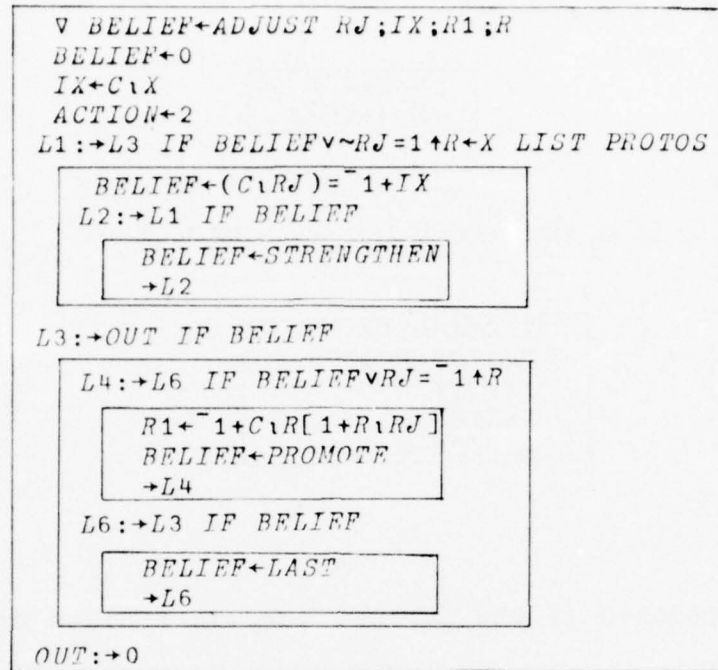 ∇ BELIEF←ADJUST RJ;IX;R1;R
BELIEF←0
IX←C⍳X
ACTION←2
L1:→L3 IF BELIEF∨~RJ=1↑R←X LIST PROTOS
BELIEF←(C⍳RJ)=¯1+IX
L2:→L1 IF BELIEF
BELIEF←STRENGTHEN
→L2
L3:→OUT IF BELIEF
L4:→L6 IF BELIEF∨RJ=¯1↑R
R1←¯1+C⍳R[1+R⍳RJ]
BELIEF←PROMOTE
→L4
L6:→L3 IF BELIEF
BELIEF←LAST
→L6
OUT:→0